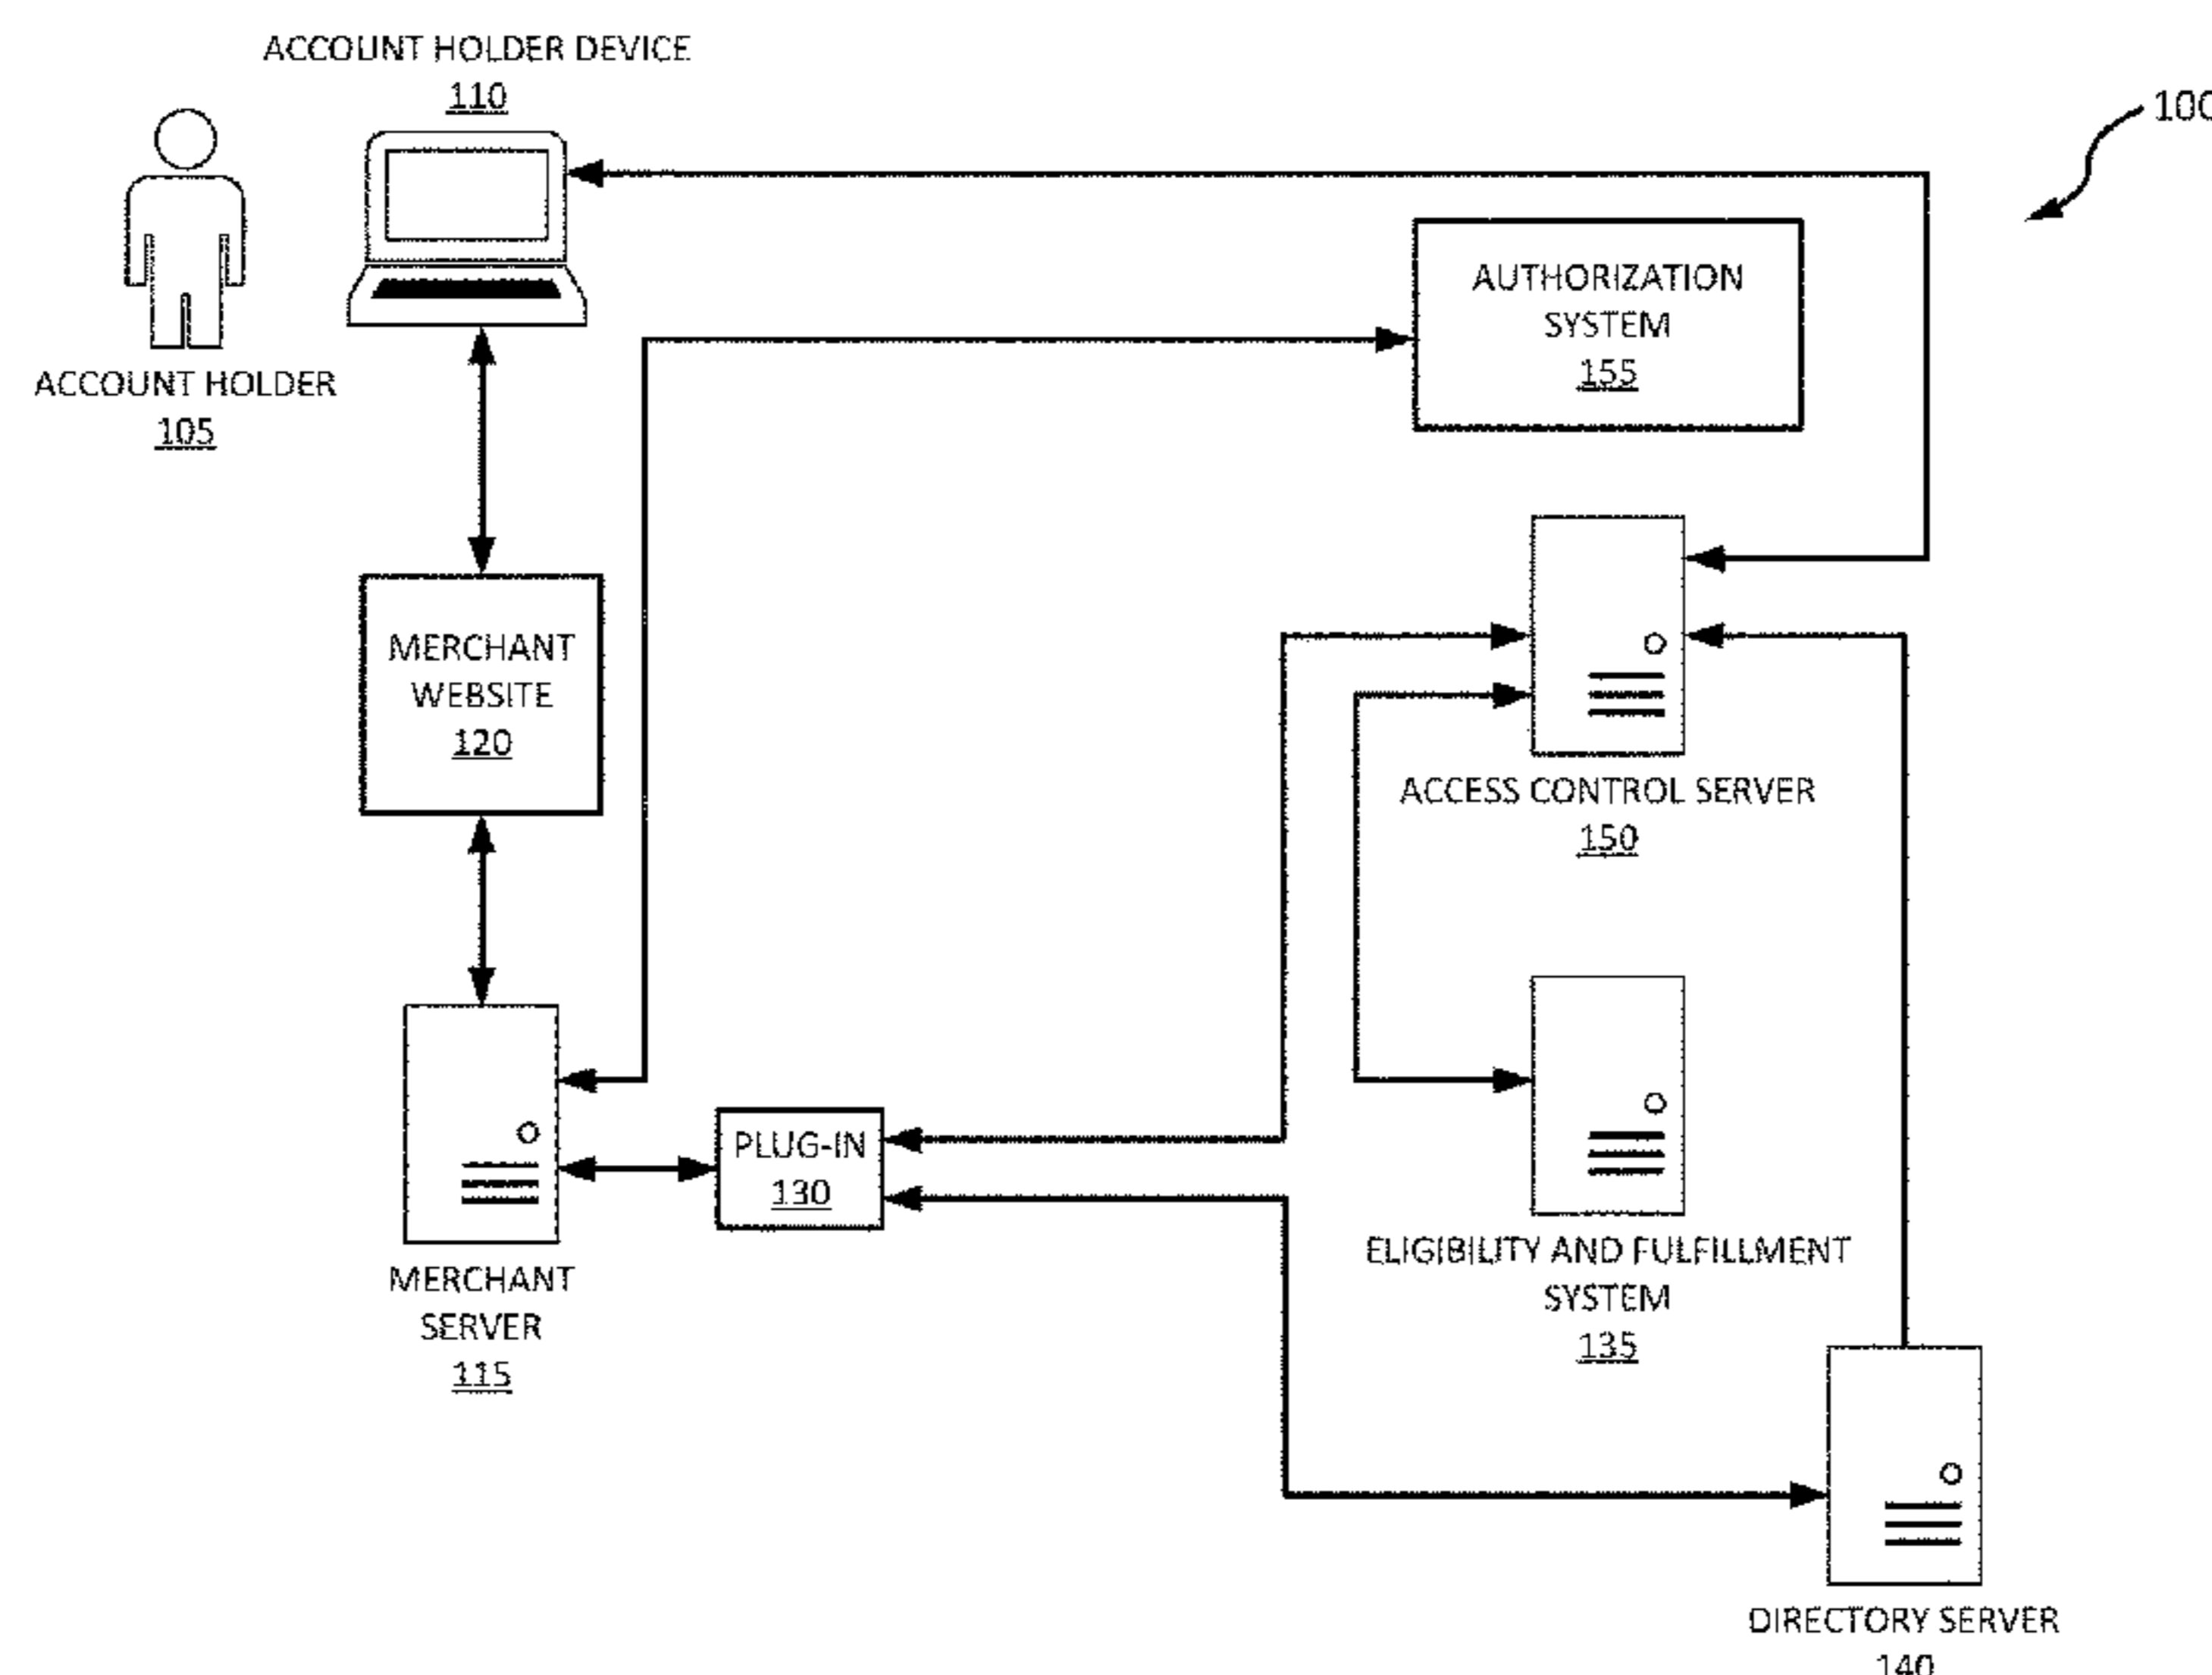 ACCOUNT HOLDER DEVICE
110
100
ACCOUNT HOLDER
105
AUTHORIZATION
SYSTEM
155
MERCHANT
WEBSITE
120
ACCESS CONTROL SERVER
150
MERCHANT
SERVER
115
PLUG-IN
130
ELIGIBILITY AND FULFILLMENT
SYSTEM
135
DIRECTORY SERVER
140